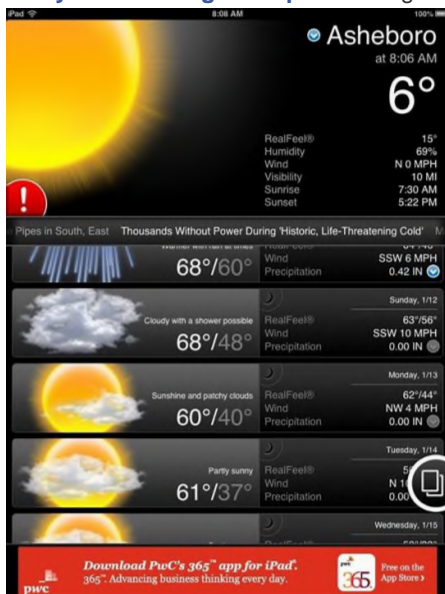 iPad
8:08 AM
100%
Asheboro
at 8:06 AM
6°
RealFeel® 15°
Humidity 69%
Wind N 0 MPH
Visibility 10 MI
Sunrise 7:30 AM
Sunset 5:22 PM
Pipes in South, East Thousands Without Power During 'Historic, Life-Threatening Cold'
68°/60°
Wind SSW 6 MPH
Precipitation 0.42 IN
Sunday, 1/12
Cloudy with a shower possible
68°/48°
RealFeel® 63°/56°
Wind SSW 10 MPH
Precipitation 0.00 IN
Monday, 1/13
Sunshine and patchy clouds
60°/40°
RealFeel® 62°/44°
Wind NW 4 MPH
Precipitation 0.00 IN
Tuesday, 1/14
Partly sunny
61°/37°
RealFeel®
Wind
Precipitation 0.00
Wednesday, 1/15
Download PwC's 365™ app for iPad.
365™. Advancing business thinking every day.
pwc
pwc
365
Free on the
App Store ›